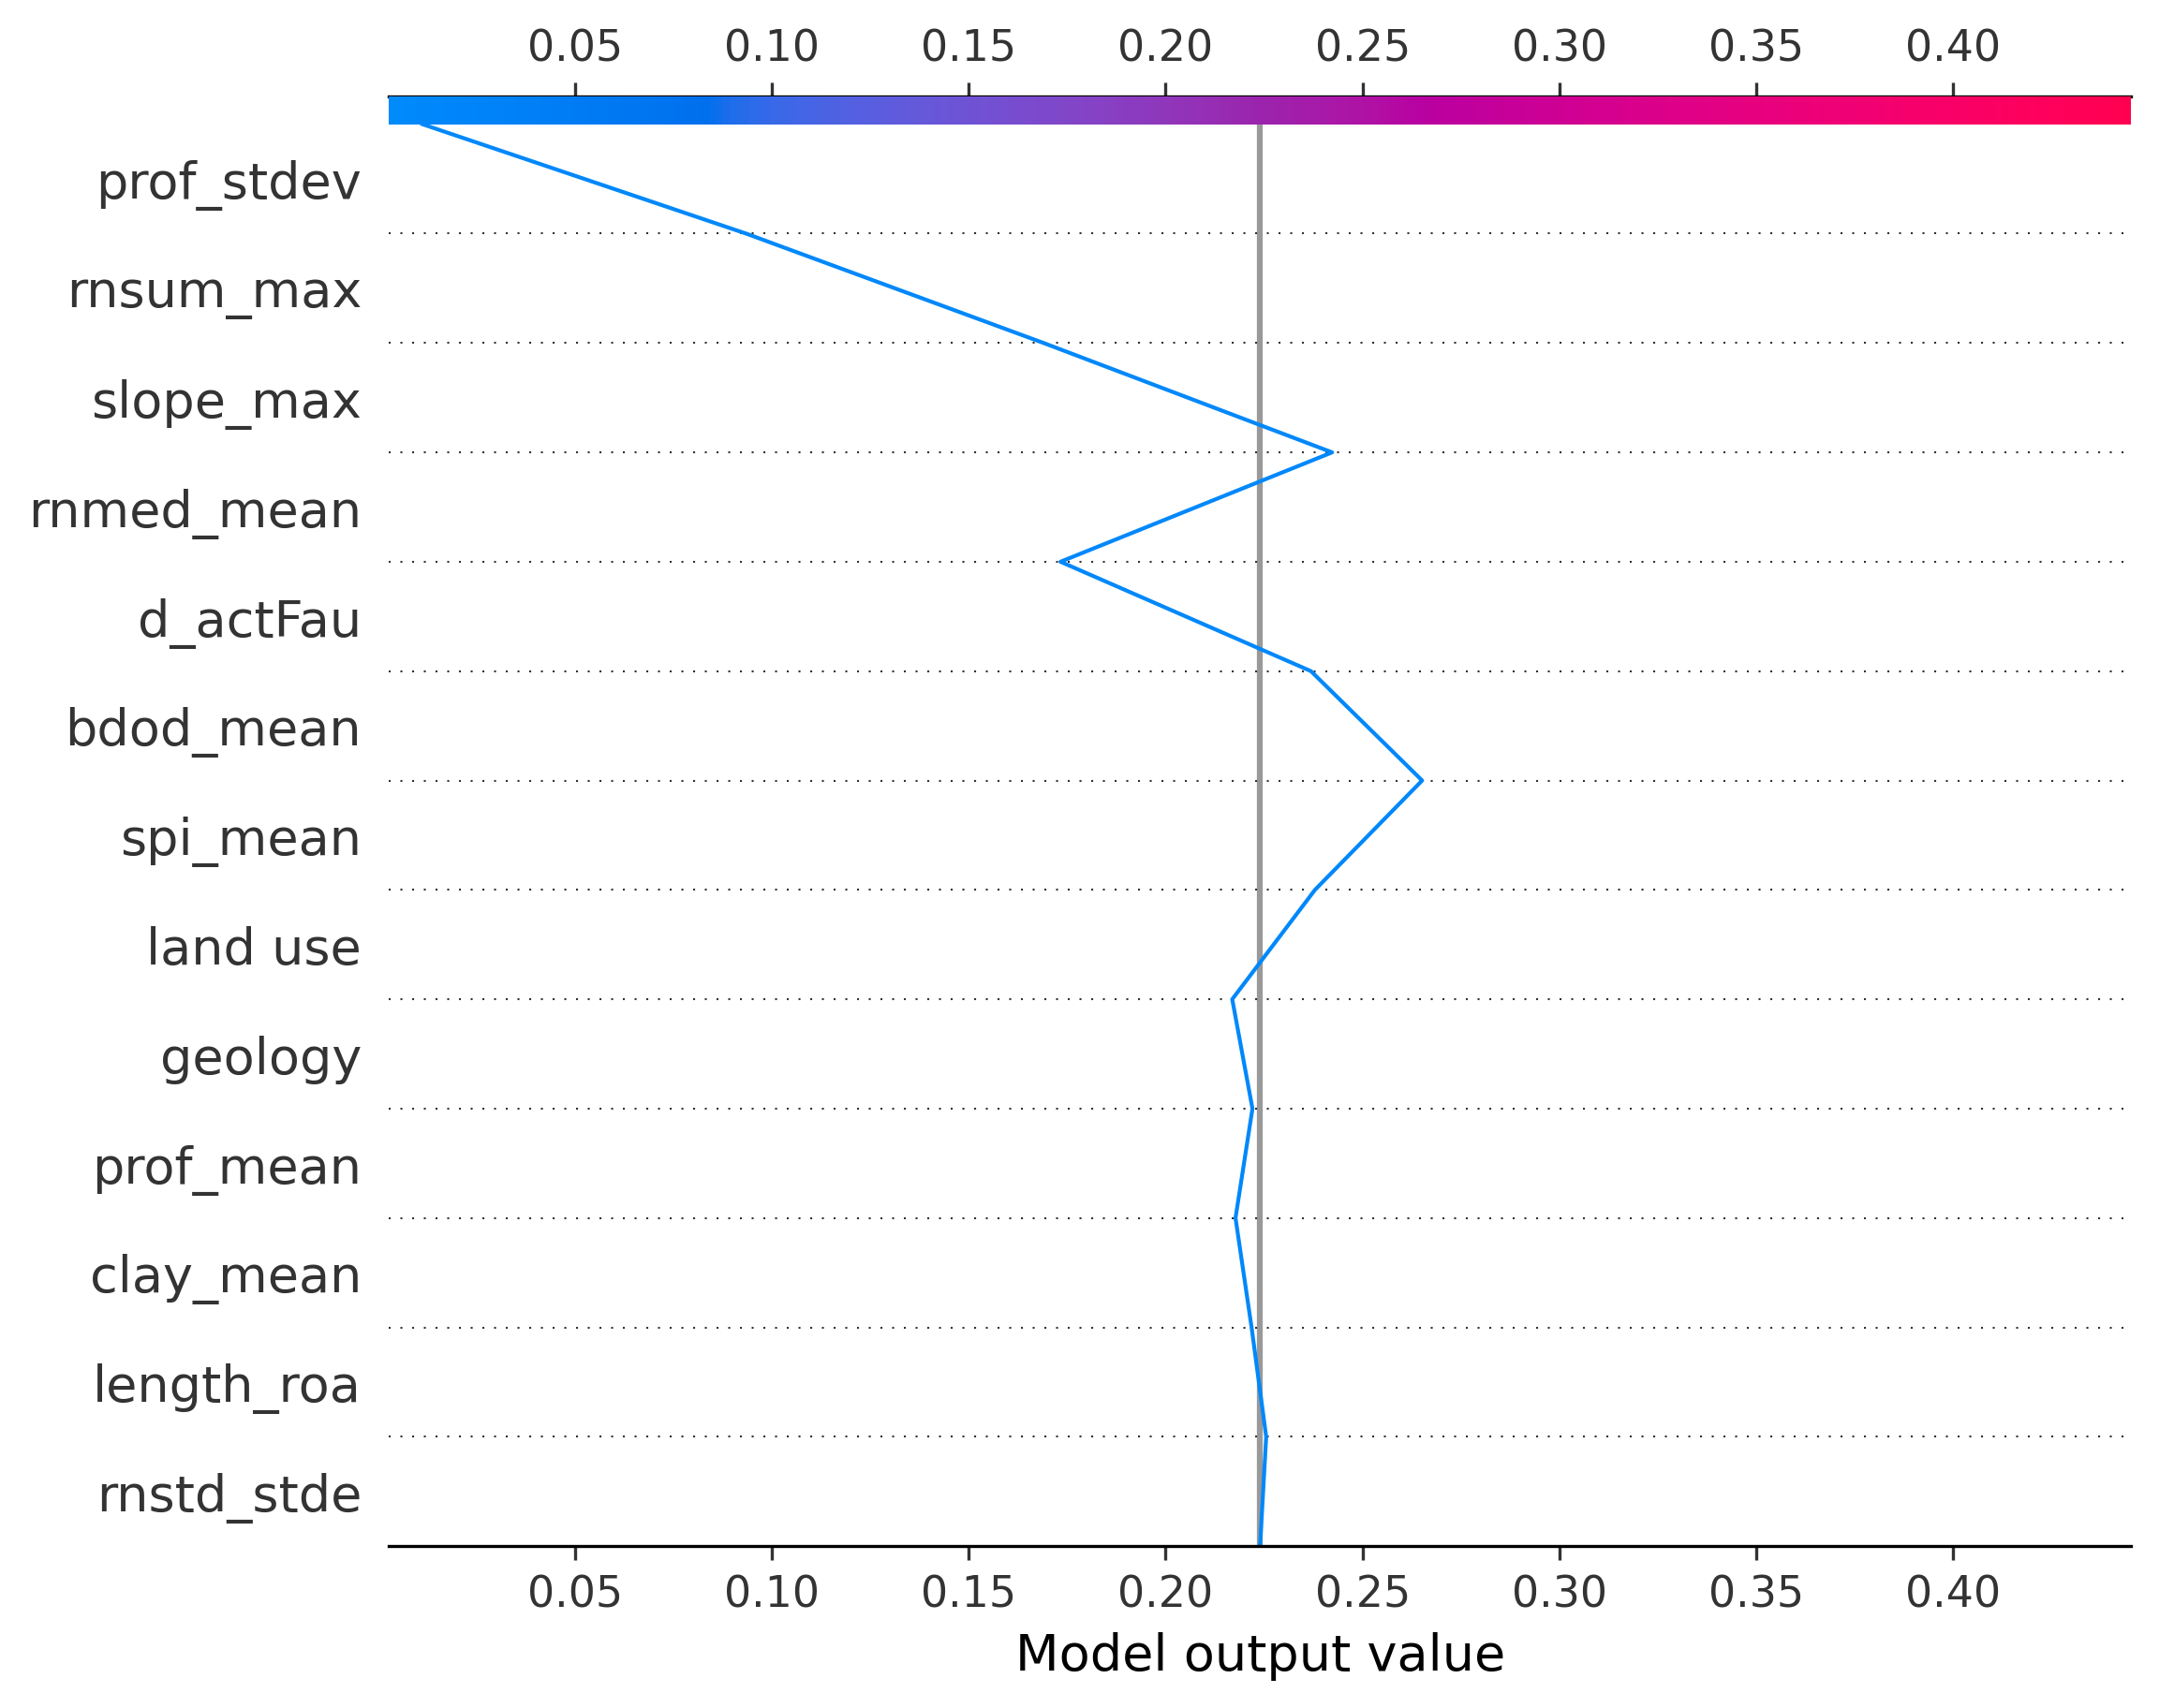 0.05 0.10 0.15 0.20 0.25 0.30 0.35 0.40
prof_stdev
rnsum_max
slope_max
rnmed_mean
d_actFau
bdod_mean
spi_mean
land use
geology
prof_mean
clay_mean
length_roa
rnstd_stde
0.05 0.10 0.15 0.20 0.25 0.30 0.35 0.40
Model output value